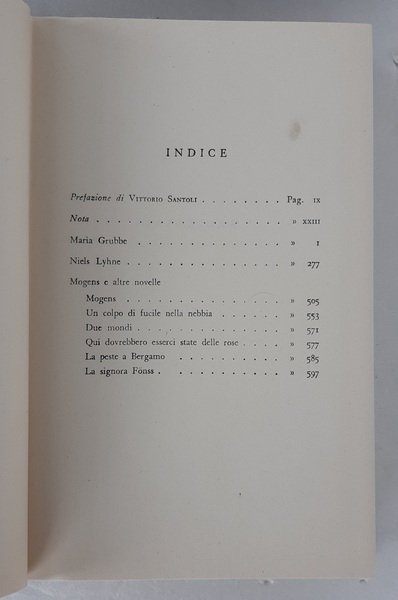 INDICE
Prefazione di VITTORIO SANTOLI . . . . . . . . Pag. IX
Nota . . . . . . . . . . . . . . . . . . » XXIII
Maria Grubbe . . . . . . . . . . . . . . » I
Niels Lyhne . . . . . . . . . . . . . . . » 277
Mogens e altre novelle
Mogens . . . . . . . . . . . . . . . » 505
Un colpo di fucile nella nebbia . . . . . . » 553
Due mondi . . . . . . . . . . . . . » 571
Qui dovrebbero esserci state delle rose . . . . » 577
La peste a Bergamo . . . . . . . . . . » 585
La signora Fönss . . . . . . . . . . . » 597